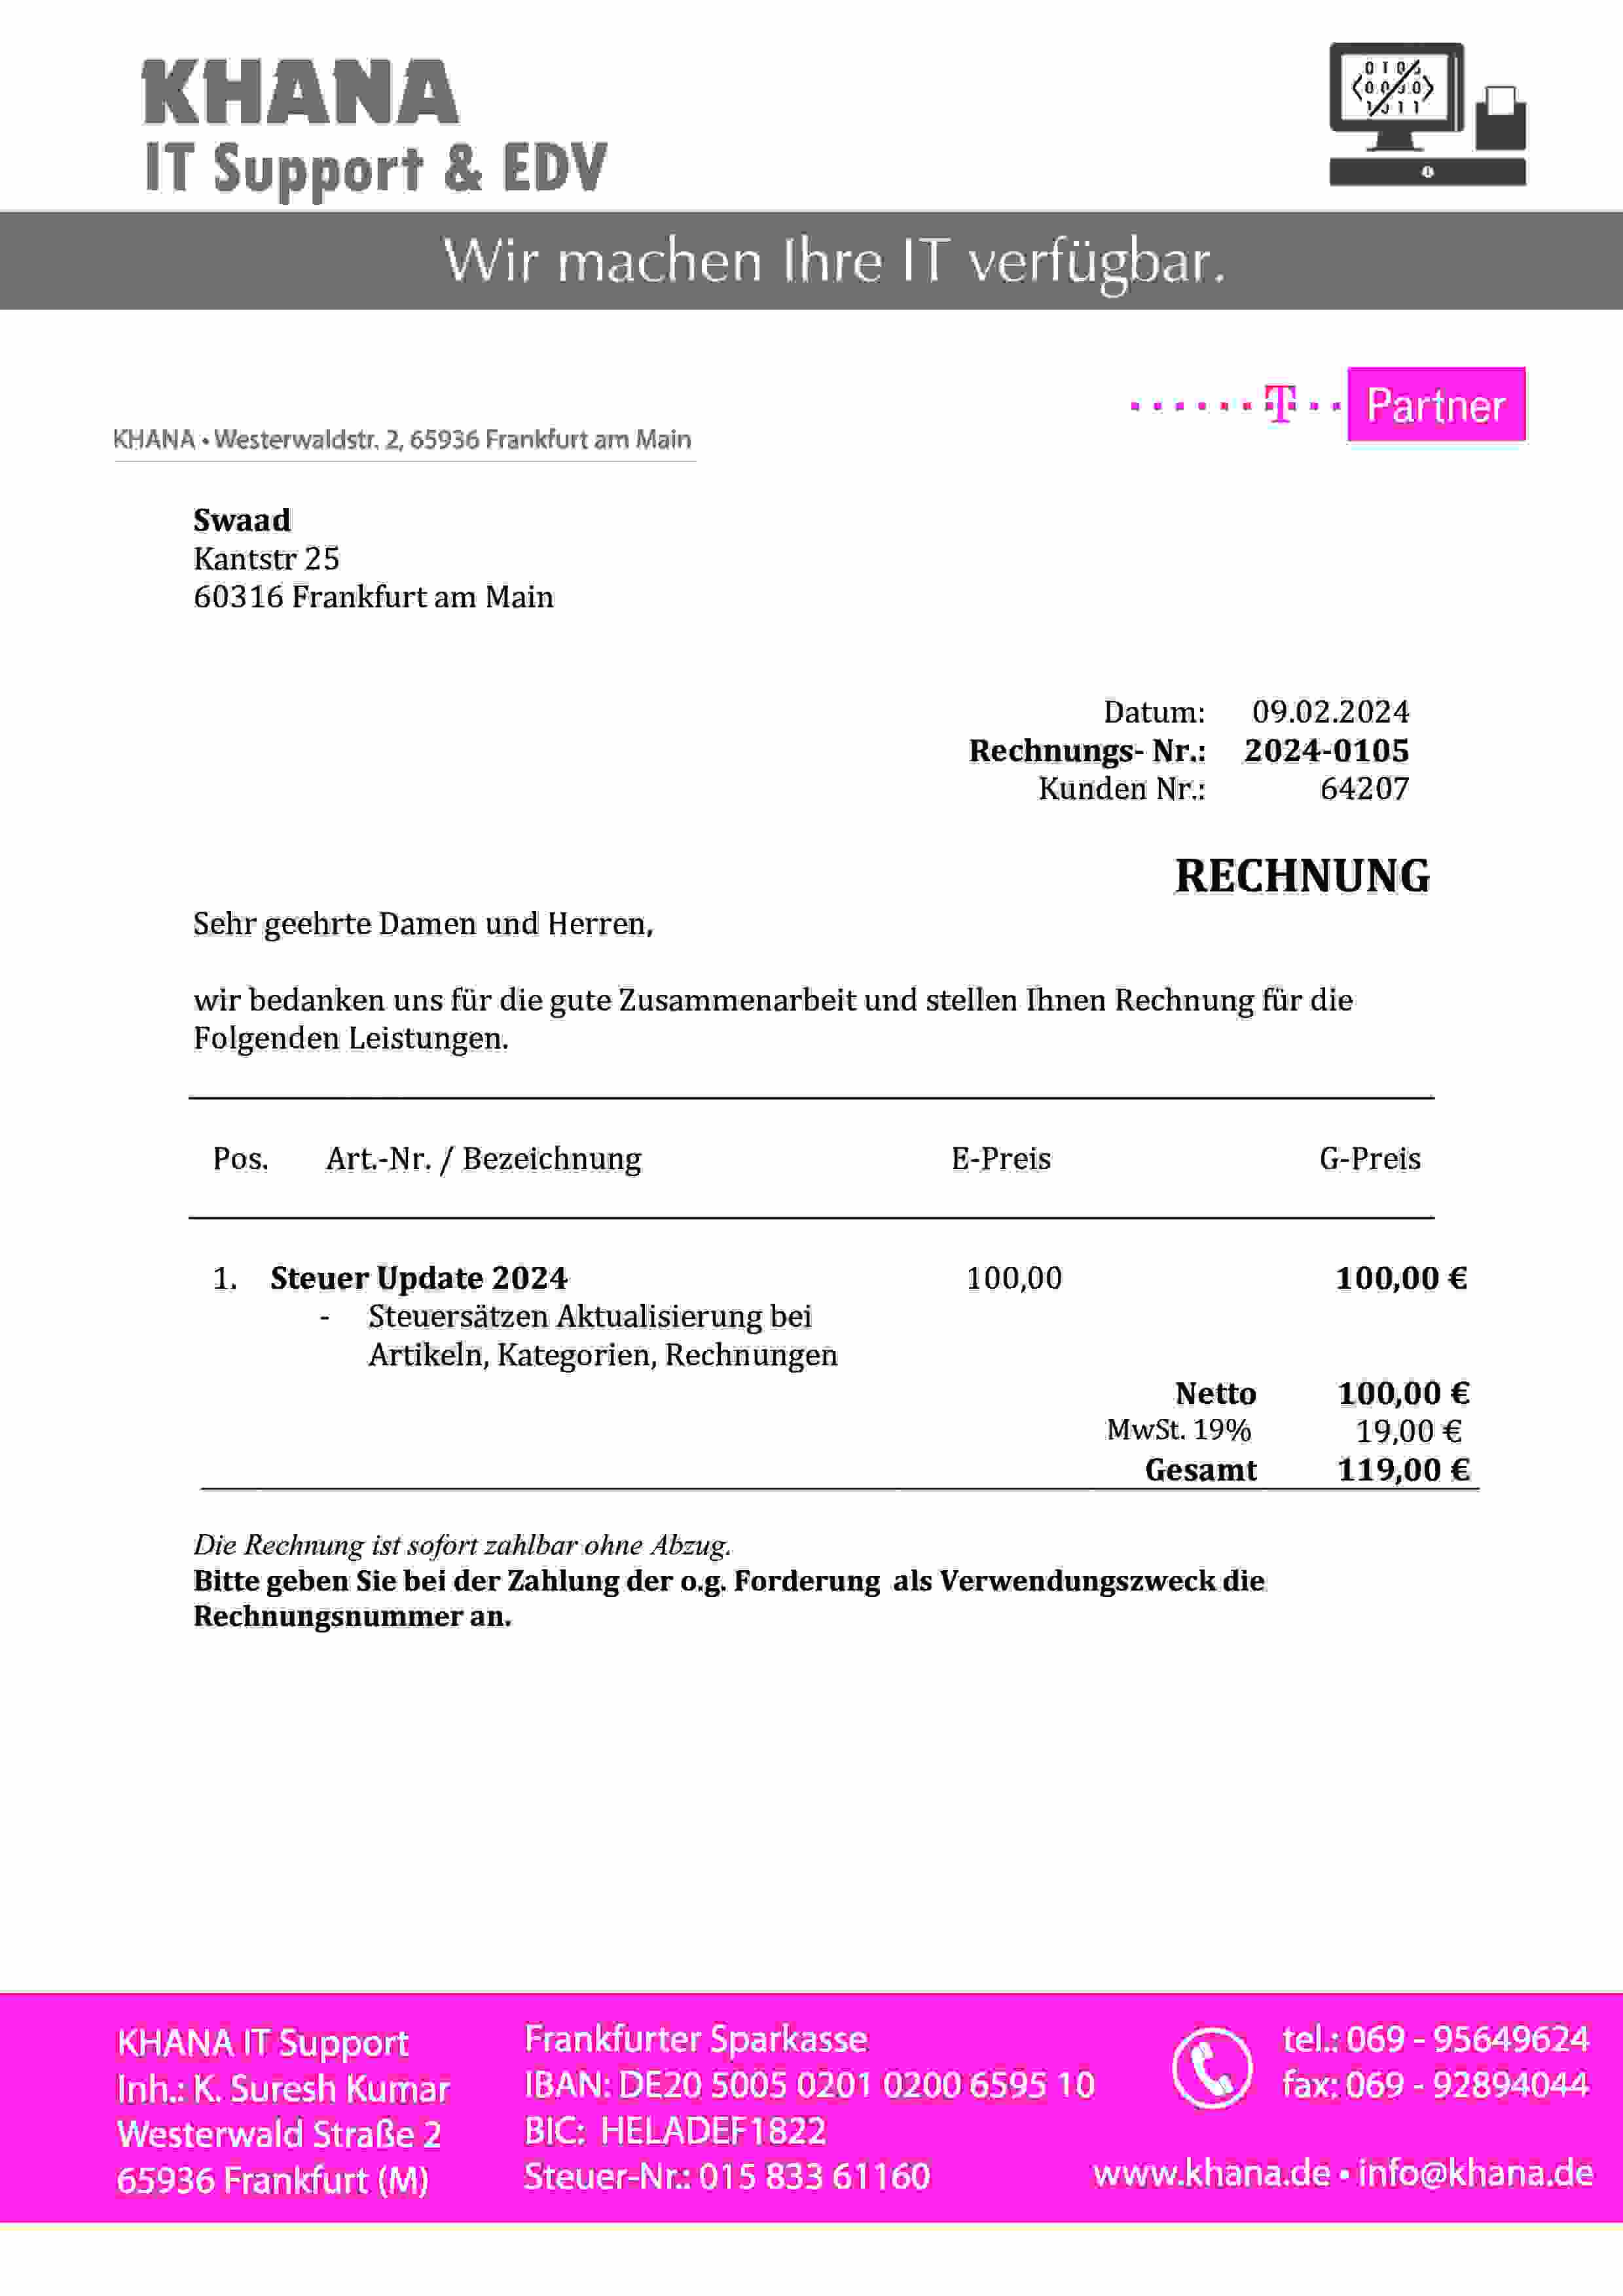 KHANA
IT Support & EDV
Wir machen Ihre IT verfügbar.
T Partner
KHANA • Westerwaldstr. 2, 65936 Frankfurt am Main
Swaad
Kantstr 25
60316 Frankfurt am Main
Datum: 09.02.2024
Rechnungs- Nr.: 2024-0105
Kunden Nr.: 64207
RECHNUNG
Sehr geehrte Damen und Herren,
wir bedanken uns für die gute Zusammenarbeit und stellen Ihnen Rechnung für die
Folgenden Leistungen.
Pos. Art.-Nr. / Bezeichnung E-Preis G-Preis
1. Steuer Update 2024 100,00 100,00 €
- Steuersätzen Aktualisierung bei
Artikeln, Kategorien, Rechnungen
Netto 100,00 €
MwSt. 19% 19,00 €
Gesamt 119,00 €
Die Rechnung ist sofort zahlbar ohne Abzug.
Bitte geben Sie bei der Zahlung der o.g. Forderung als Verwendungszweck die
Rechnungsnummer an.
KHANA IT Support
Inh.: K. Suresh Kumar
Westerwald Straße 2
65936 Frankfurt (M)
Frankfurter Sparkasse
IBAN: DE20 5005 0201 0200 6595 10
BIC: HELADEF1822
Steuer-Nr.: 015 833 61160
tel.: 069 - 95649624
fax: 069 - 92894044
www.khana.de • info@khana.de